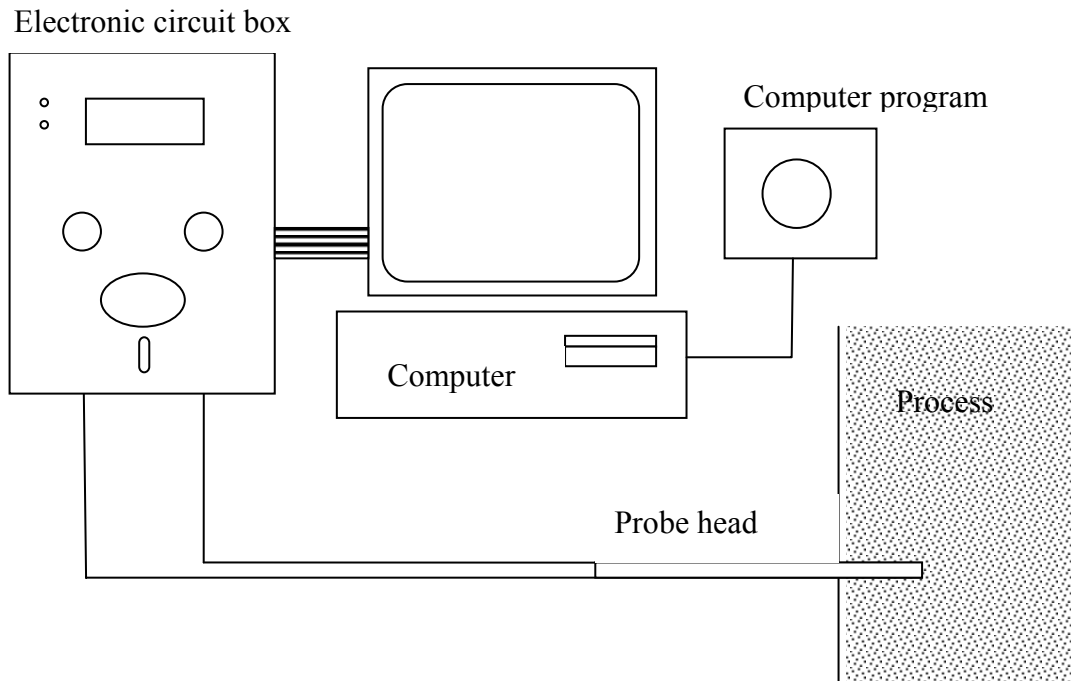 Electronic circuit box
Computer program
Computer
Process
Probe head